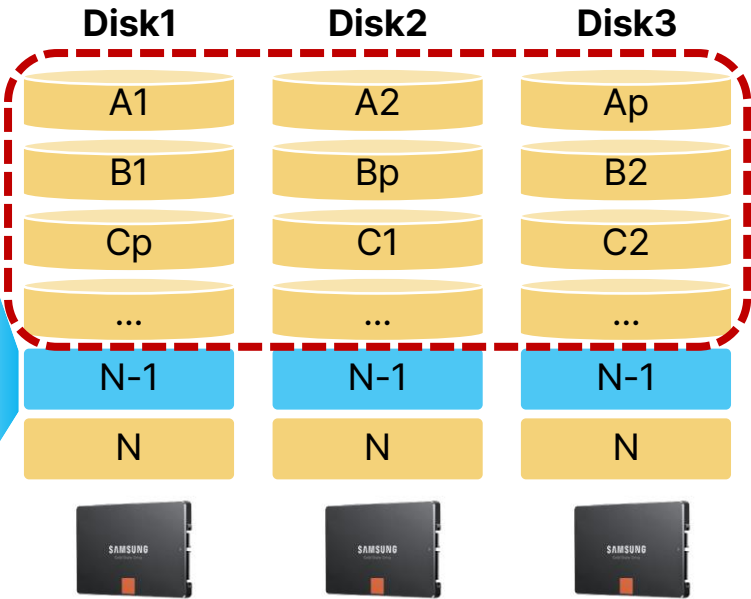 Disk1 Disk2 Disk3
A1 A2 Ap
B1 Bp B2
Cp C1 C2
... ... ...
N-1 N-1 N-1
N N N
SAMSUNG SAMSUNG SAMSUNG